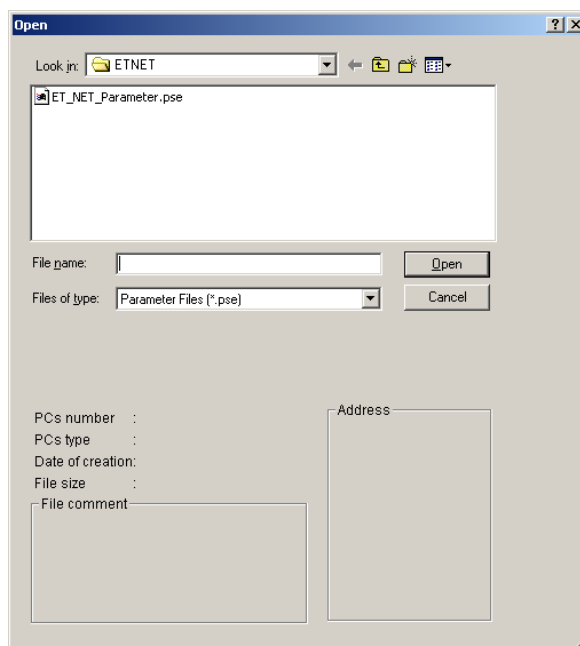 Open
Look in: ETNET
ET_NET_Parameter.pse
File name:
Open
Files of type: Parameter Files (*.pse)
Cancel
PCs number :
PCs type :
Date of creation:
File size :
File comment
Address